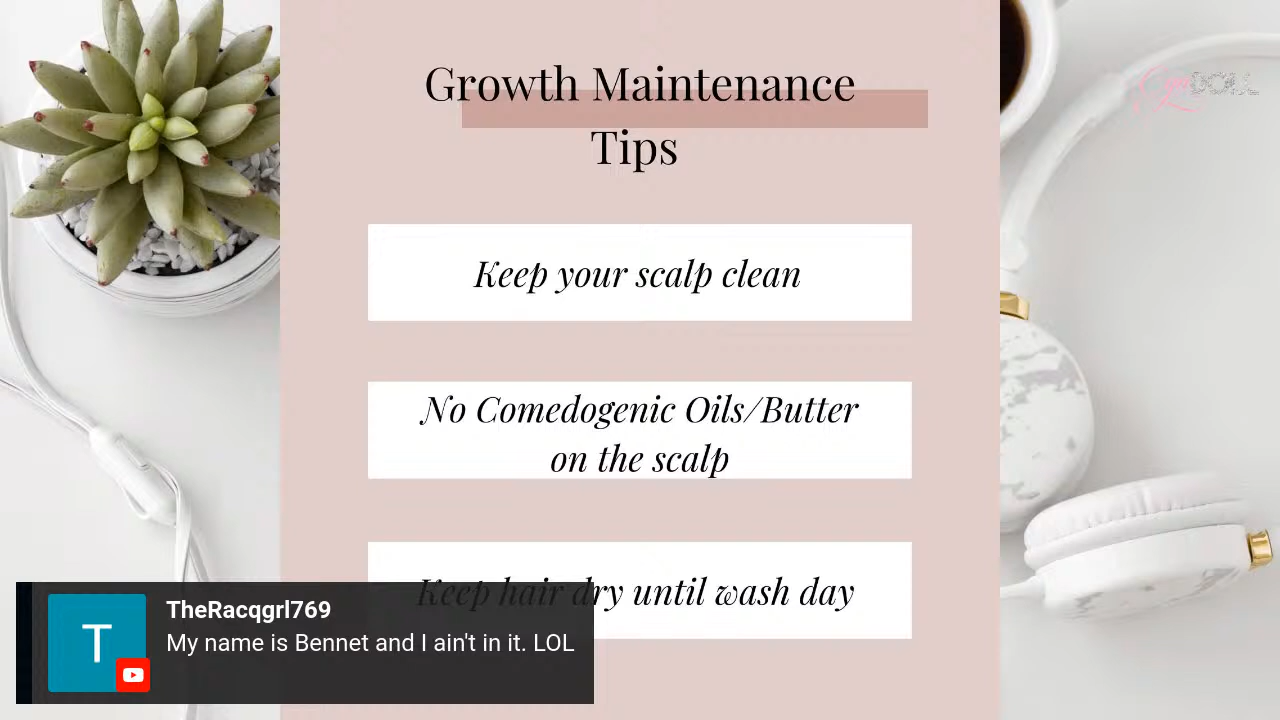 Growth Maintenance
Tips
Keep your scalp clean
No Comedogenic Oils/Butter
on the scalp
Keep hair dry until wash day
T
TheRacqgrl769
My name is Bennet and I ain't in it. LOL